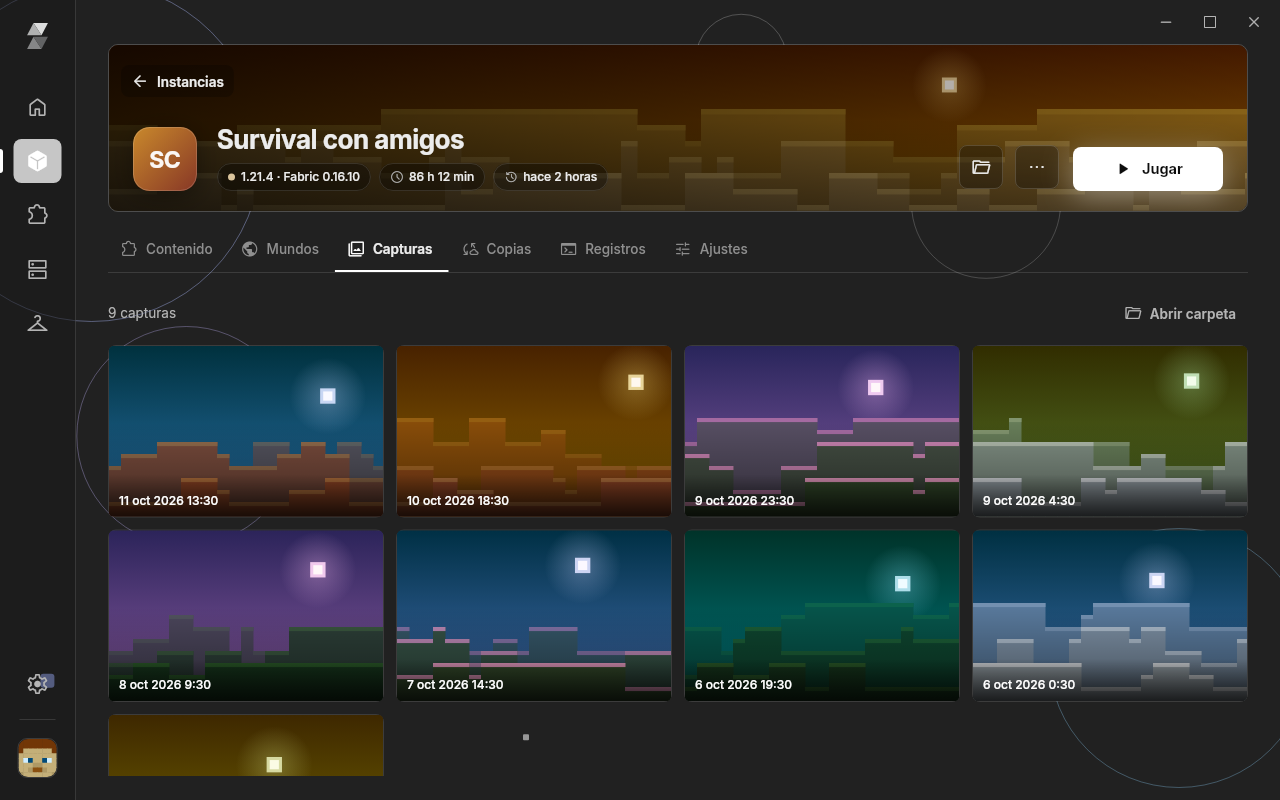 Instancias
SC
Survival con amigos
1.21.4 · Fabric 0.16.10
86 h 12 min
hace 2 horas
Jugar
Contenido
Mundos
Capturas
Copias
Registros
Ajustes
9 capturas
Abrir carpeta
11 oct 2026 13:30
10 oct 2026 18:30
9 oct 2026 23:30
9 oct 2026 4:30
8 oct 2026 9:30
7 oct 2026 14:30
6 oct 2026 19:30
6 oct 2026 0:30